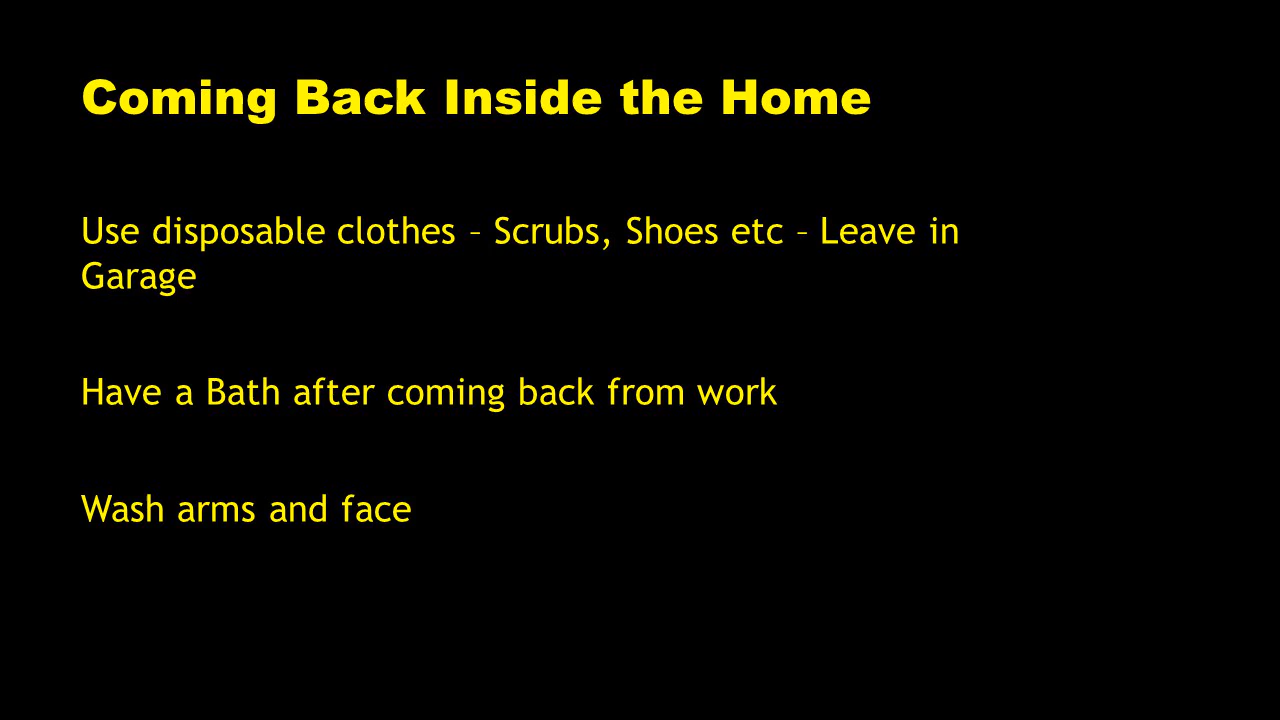 Coming Back Inside the Home
Use disposable clothes – Scrubs, Shoes etc – Leave in
Garage
Have a Bath after coming back from work
Wash arms and face